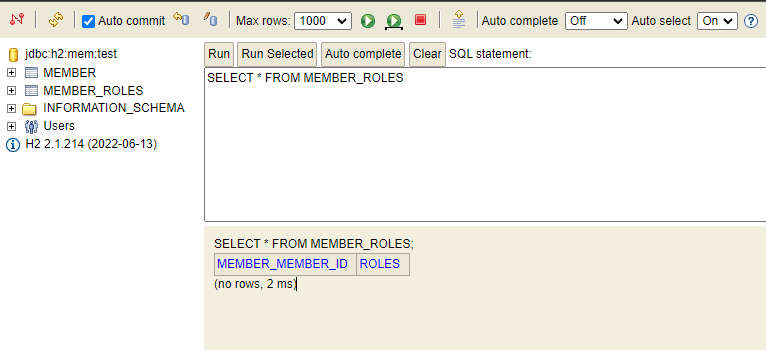 Auto commit Max rows: 1000 Auto complete Off Auto select On ?
jdbc:h2:mem:test
MEMBER
MEMBER_ROLES
INFORMATION_SCHEMA
Users
H2 2.1.214 (2022-06-13)
Run Run Selected Auto complete Clear SQL statement:
SELECT * FROM MEMBER_ROLES
SELECT * FROM MEMBER_ROLES;
MEMBER_MEMBER_ID ROLES
(no rows, 2 ms)